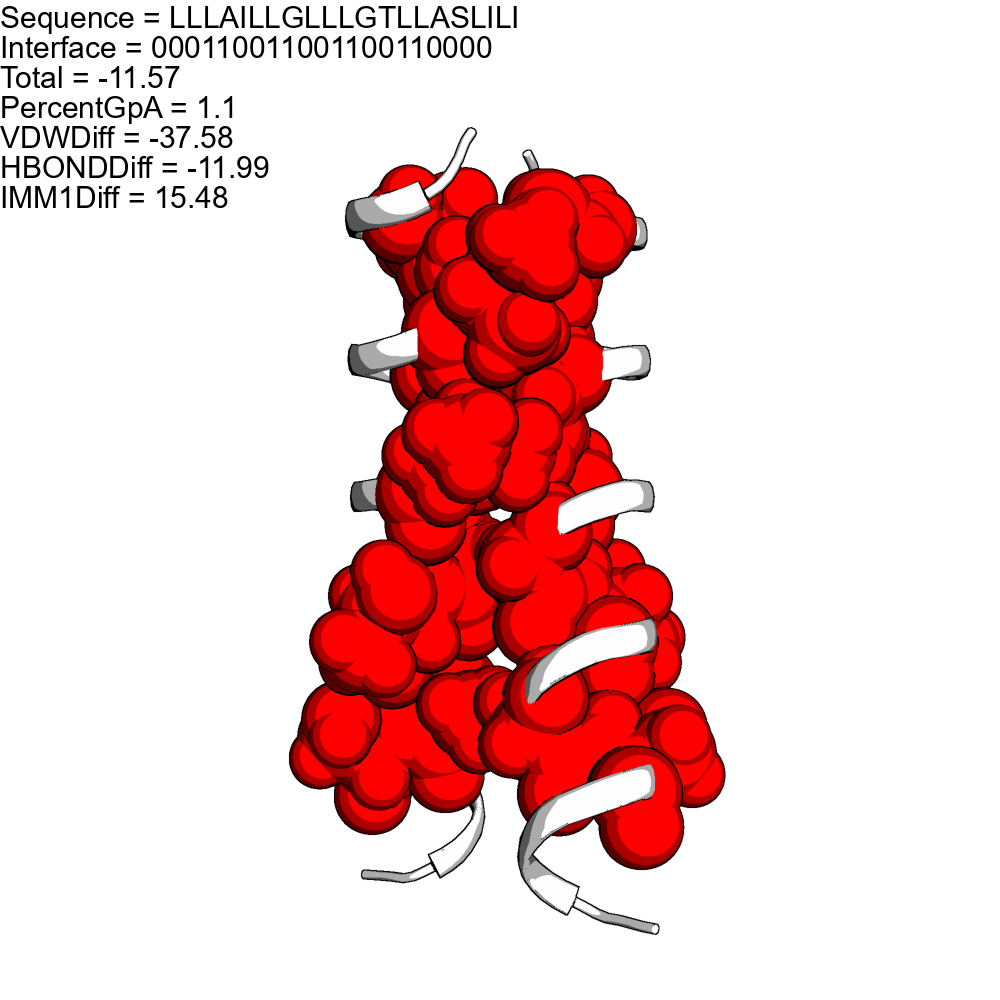 Sequence = LLLAILLGLLLGTLLASLILI
Interface = 000110011001100110000
Total = -11.57
PercentGpA = 1.1
VDWDiff = -37.58
HBONDDiff = -11.99
IMM1Diff = 15.48